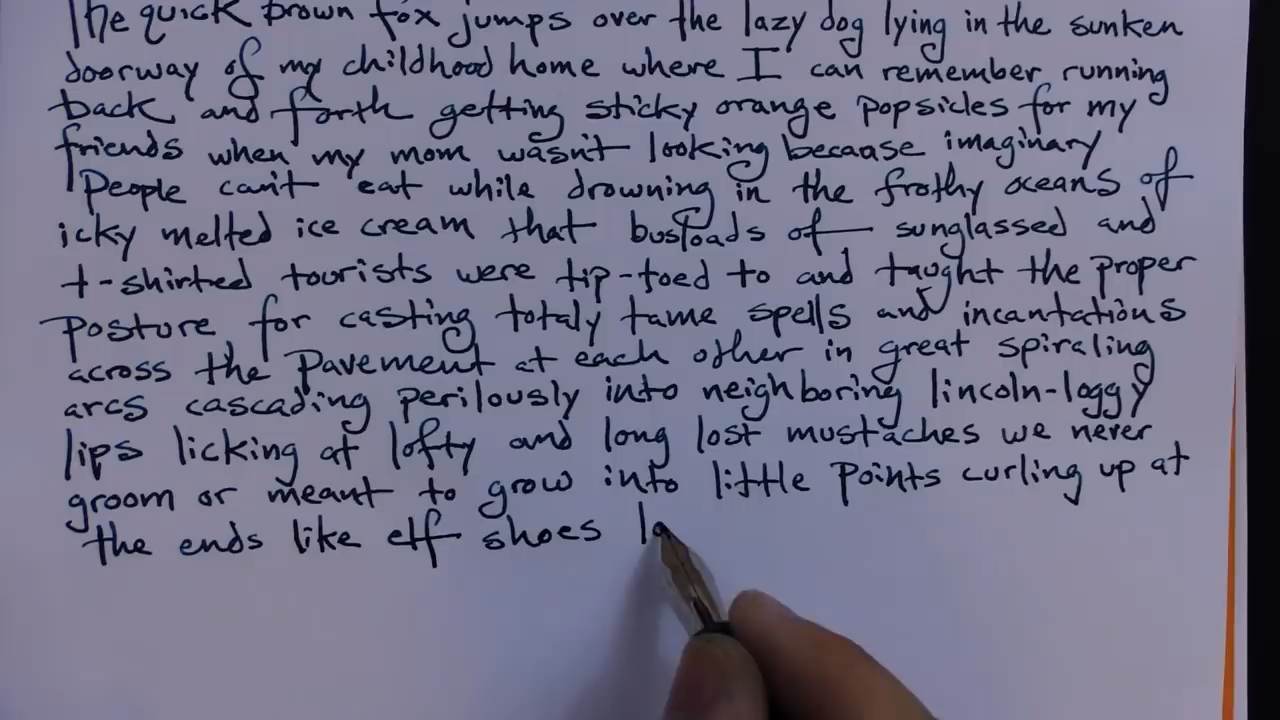 The quick brown fox jumps over the lazy dog lying in the sunken
doorway of my childhood home where I can remember running
back and forth getting sticky orange popsicles for my
friends when my mom wasn't looking because imaginary
People can't eat while drowning in the frothy oceans of
icky melted ice cream that busloads of sunglassed and
t-shirted tourists were tip-toed to and taught the proper
Posture for casting totaly tame spells and incantations
across the Pavement at each other in great spiraling
arcs cascading perilously into neighboring lincoln-loggy
lips licking at lofty and long lost mustaches we never
groom or meant to grow into little Points curling up at
the ends like elf shoes lo